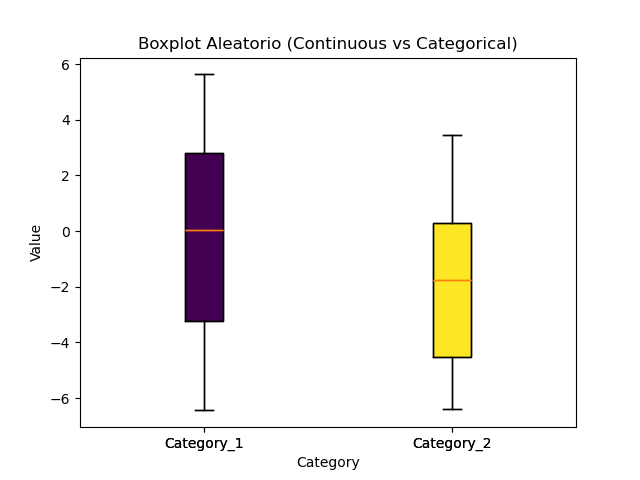 Boxplot Aleatorio (Continuous vs Categorical)
6
4
2
0
−2
−4
−6
Value
Category_1
Category_2
Category